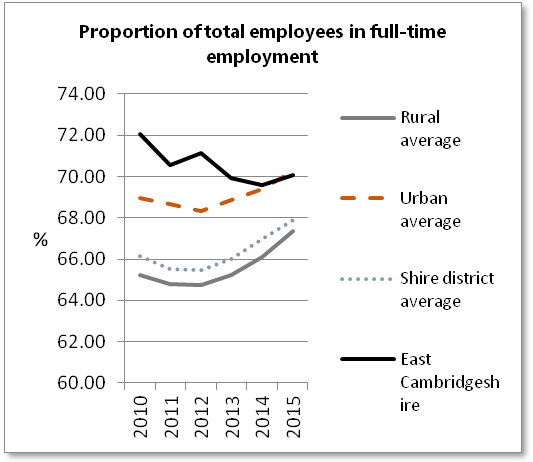 Proportion of total employees in full-time
employment
74.00
72.00
70.00
68.00
66.00
64.00
62.00
60.00
%
2010
2011
2012
2013
2014
2015
Rural
average
Urban
average
Shire district
average
East
Cambridgesh
ire